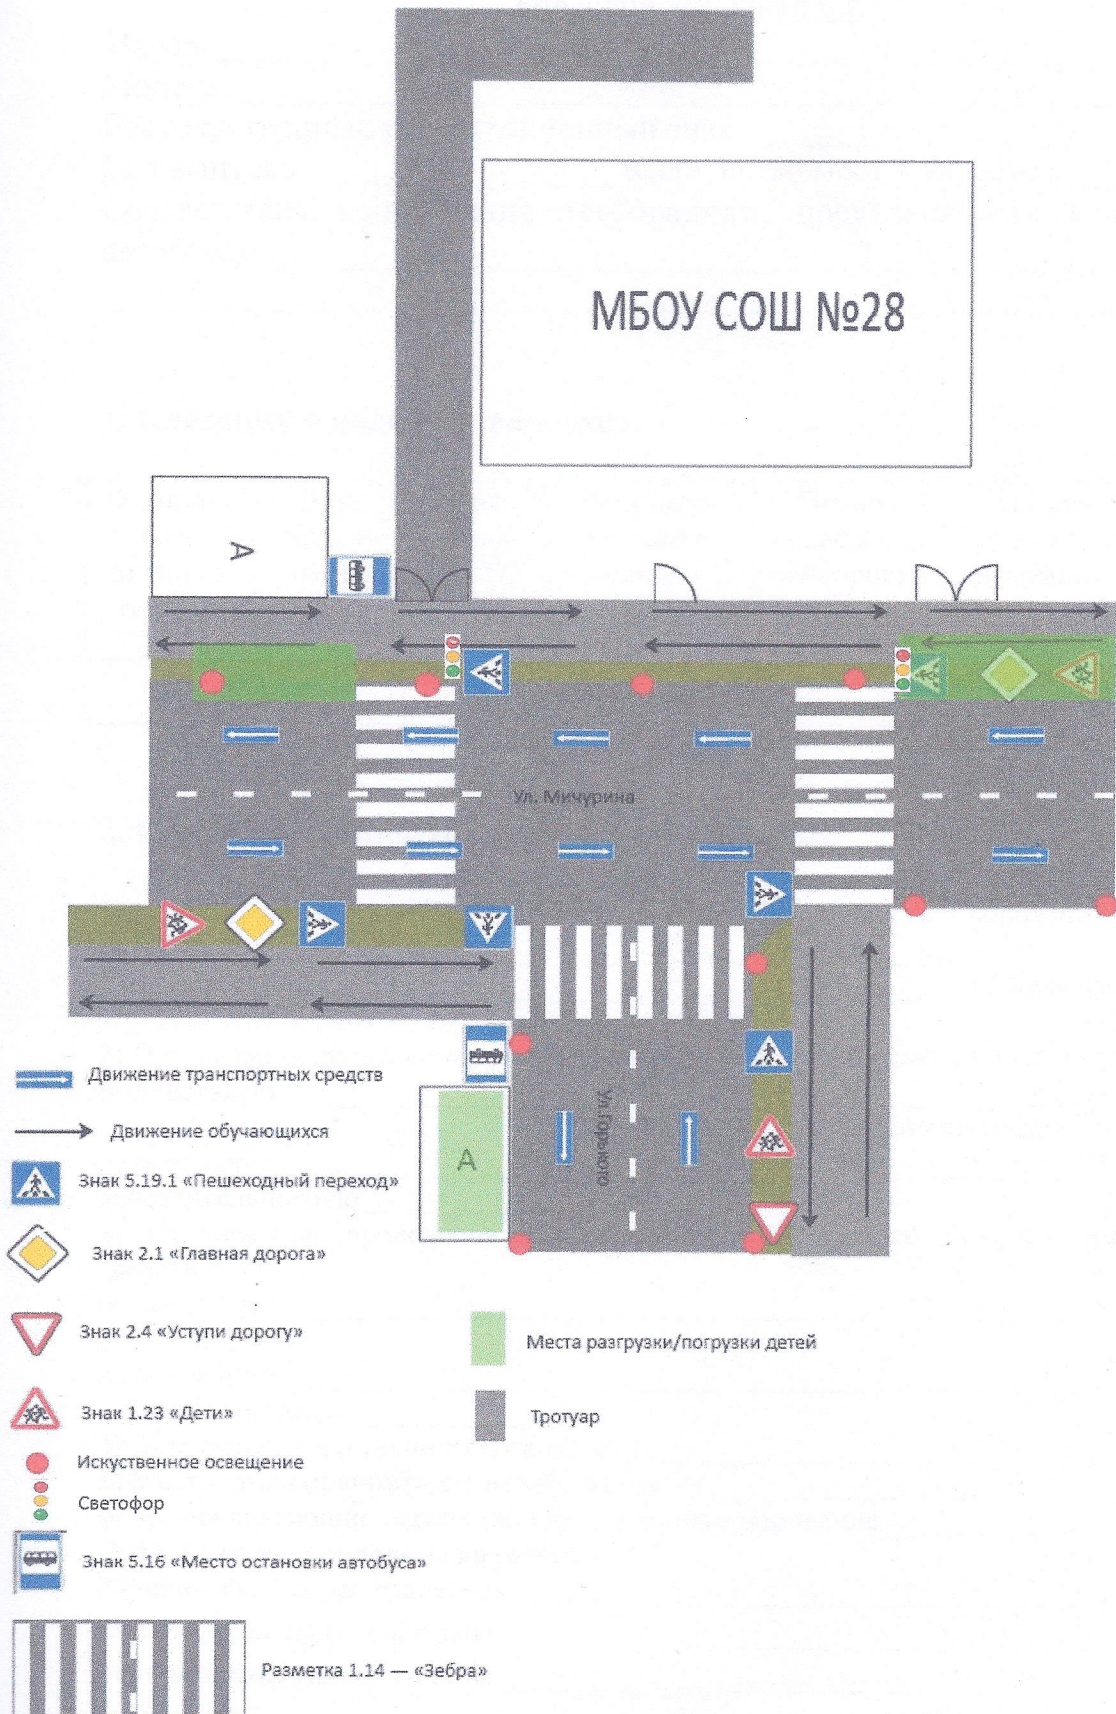 МБОУ СОШ №28
А
Ул. Мичурина
Ул.Горького
А
Движение транспортных средств
Движение обучающихся
Знак 5.19.1 «Пешеходный переход»
Знак 2.1 «Главная дорога»
Знак 2.4 «Уступи дорогу»
Места разгрузки/погрузки детей
Знак 1.23 «Дети»
Тротуар
Искуственное освещение
Светофор
Знак 5.16 «Место остановки автобуса»
Разметка 1.14 — «Зебра»